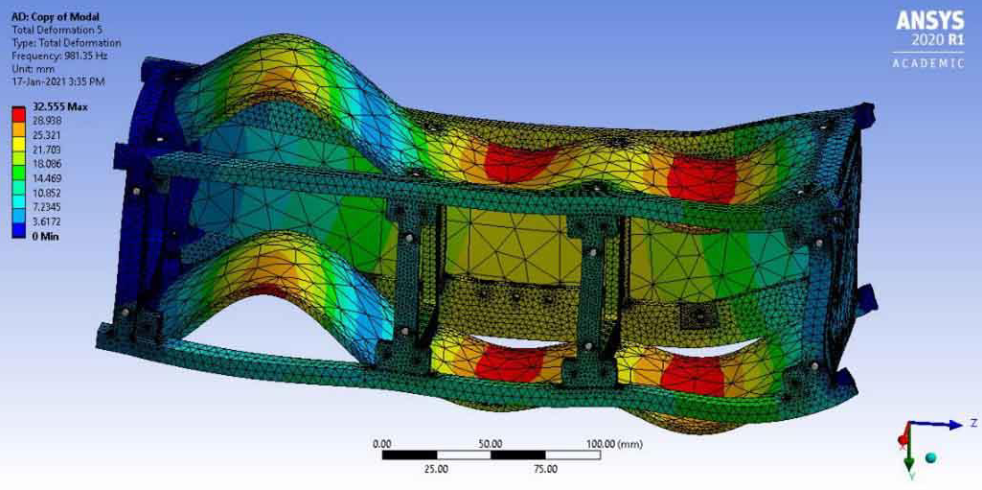 AD: Copy of Modal
Total Deformation 5
Type: Total Deformation
Frequency: 981.35 Hz
Unit: mm
17-Jan-2021 3:35 PM
32.555 Max
28.938
25.321
21.703
18.086
14.469
10.852
7.2345
3.6172
0 Min
ANSYS
2020 R1
ACADEMIC
0.00 50.00 100.00 (mm)
25.00 75.00
Z
X
Y